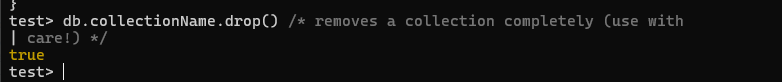 }
test> db.collectionName.drop() /* removes a collection completely (use with
| care!) */
true
test>